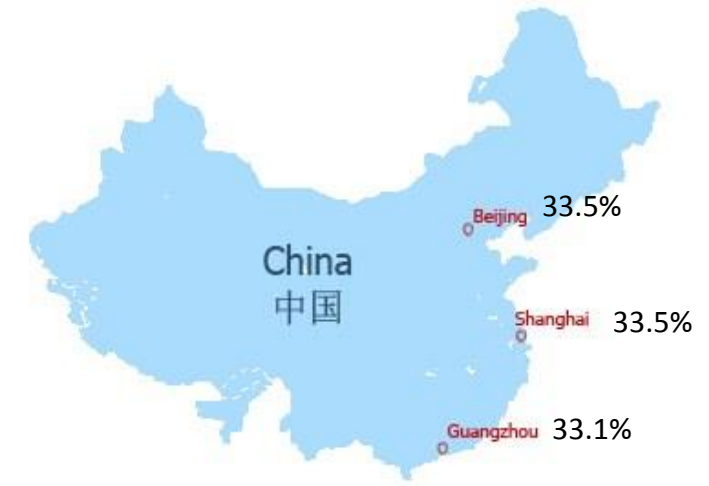 Beijing 33.5%
China
中国
Shanghai 33.5%
Guangzhou 33.1%